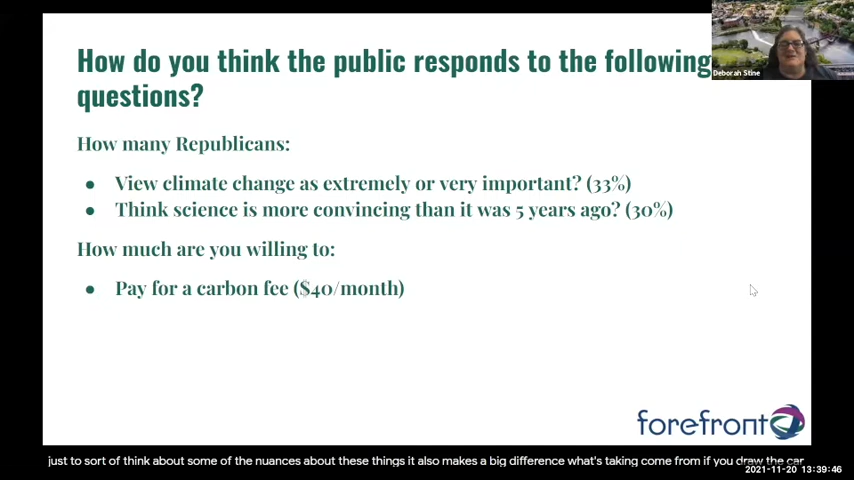 How do you think the public responds to the following
questions?
Deborah Stine
How many Republicans:
● View climate change as extremely or very important? (33%)
● Think science is more convincing than it was 5 years ago? (30%)
How much are you willing to:
● Pay for a carbon fee ($40/month)
forefront
just to sort of think about some of the nuances about these things it also makes a big difference what's taking come from if you draw the car
2021-11-20 13:39:46